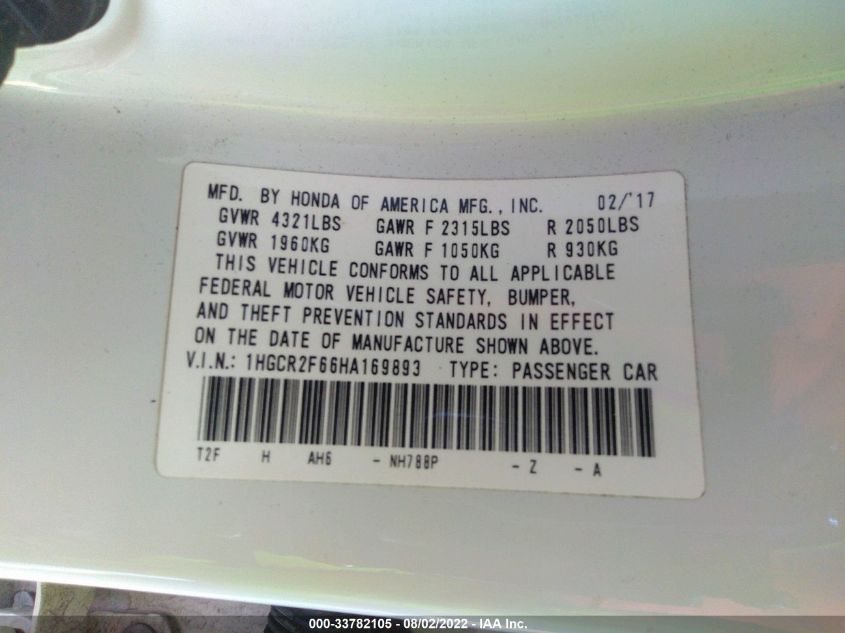 MFD. BY HONDA OF AMERICA MFG., INC. 02/'17
GVWR 4321LBS GAWR F 2315LBS R 2050LBS
GVWR 1960KG GAWR F 1050KG R 930KG
THIS VEHICLE CONFORMS TO ALL APPLICABLE
FEDERAL MOTOR VEHICLE SAFETY, BUMPER,
AND THEFT PREVENTION STANDARDS IN EFFECT
ON THE DATE OF MANUFACTURE SHOWN ABOVE.
V.I.N.: 1HGCR2F66HA169893 TYPE: PASSENGER CAR
T2F H AH6 - NH788P - Z - A
000-33782105 - 08/02/2022 - IAA Inc.